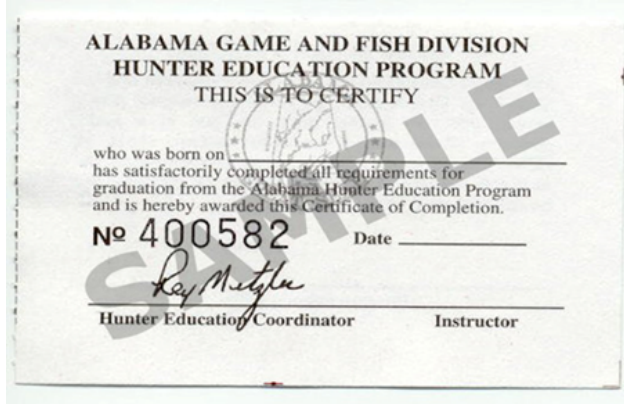 ALABAMA GAME AND FISH DIVISION
HUNTER EDUCATION PROGRAM
THIS IS TO CERTIFY
who was born on
has satisfactorily completed all requirements for
graduation from the Alabama Hunter Education Program
and is hereby awarded this Certificate of Completion.
Nº 400582 Date
Ray Metzler
Hunter Education Coordinator Instructor
SAMPLE